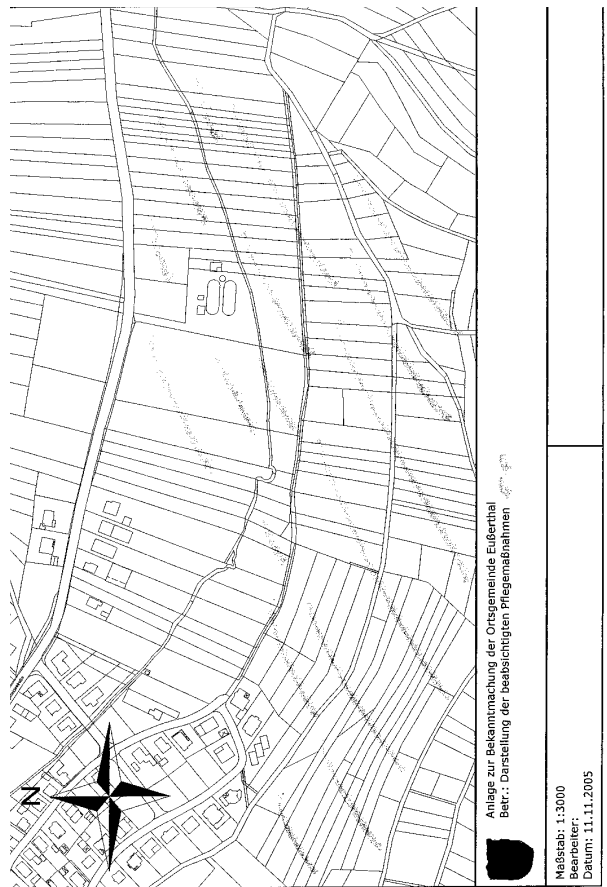 N
Anlage zur Bekanntmachung der Ortsgemeinde Eußerthal
Betr.: Darstellung der beabsichtigten Pflegemaßnahmen
Maßstab: 1:3000
Bearbeiter:
Datum: 11.11.2005